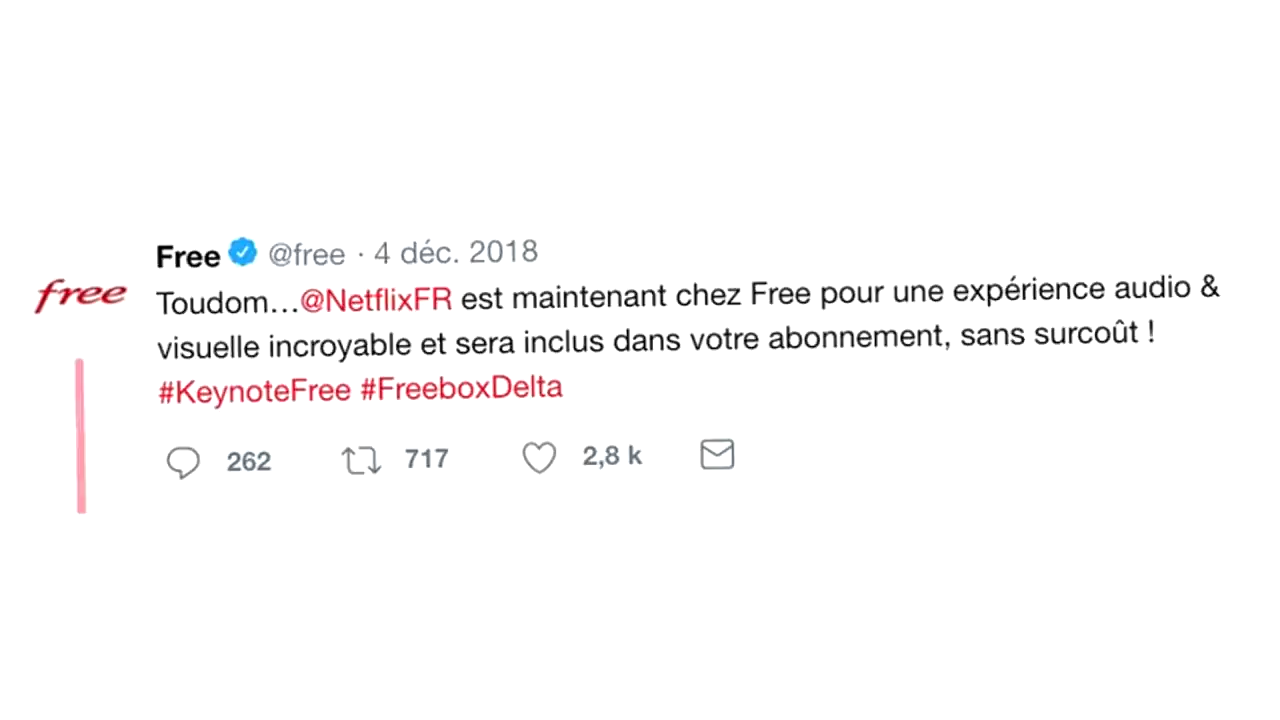 Free @free · 4 déc. 2018
free
Toudom...@NetflixFR est maintenant chez Free pour une expérience audio &
visuelle incroyable et sera inclus dans votre abonnement, sans surcoût !
#KeynoteFree #FreeboxDelta
262 717 2,8 k